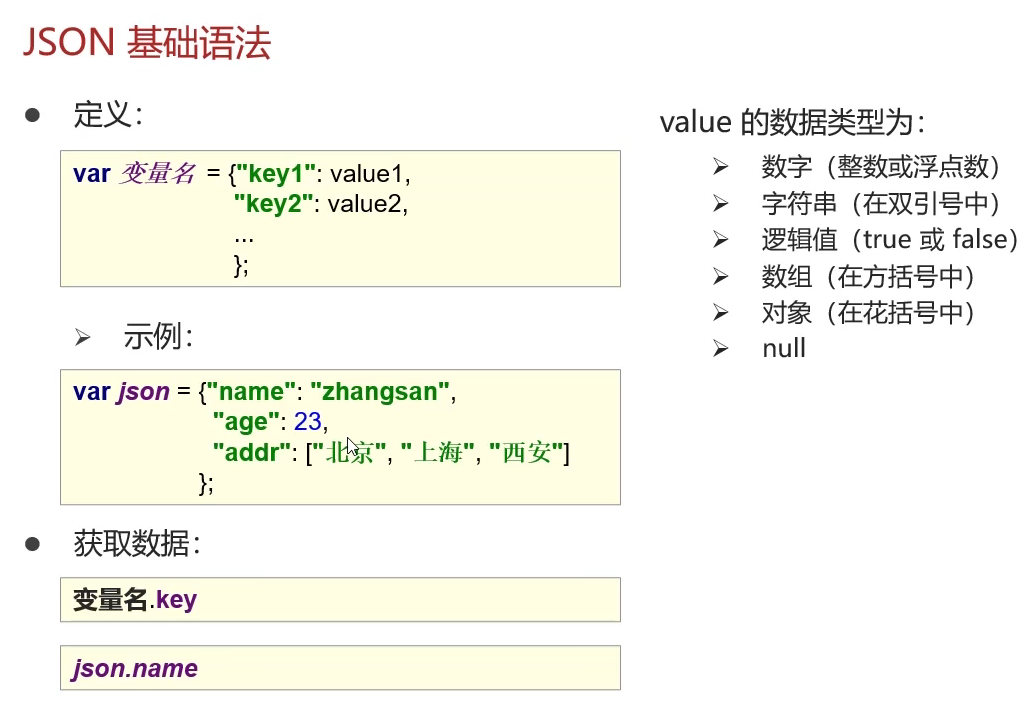 JSON 基础语法
● 定义：
var 变量名 = {"key1": value1,
"key2": value2,
...
};
➢ 示例：
var json = {"name": "zhangsan",
"age": 23,
"addr": ["北京", "上海", "西安"]
};
● 获取数据：
变量名.key
json.name
value 的数据类型为：
➢ 数字（整数或浮点数）
➢ 字符串（在双引号中）
➢ 逻辑值（true 或 false）
➢ 数组（在方括号中）
➢ 对象（在花括号中）
➢ null